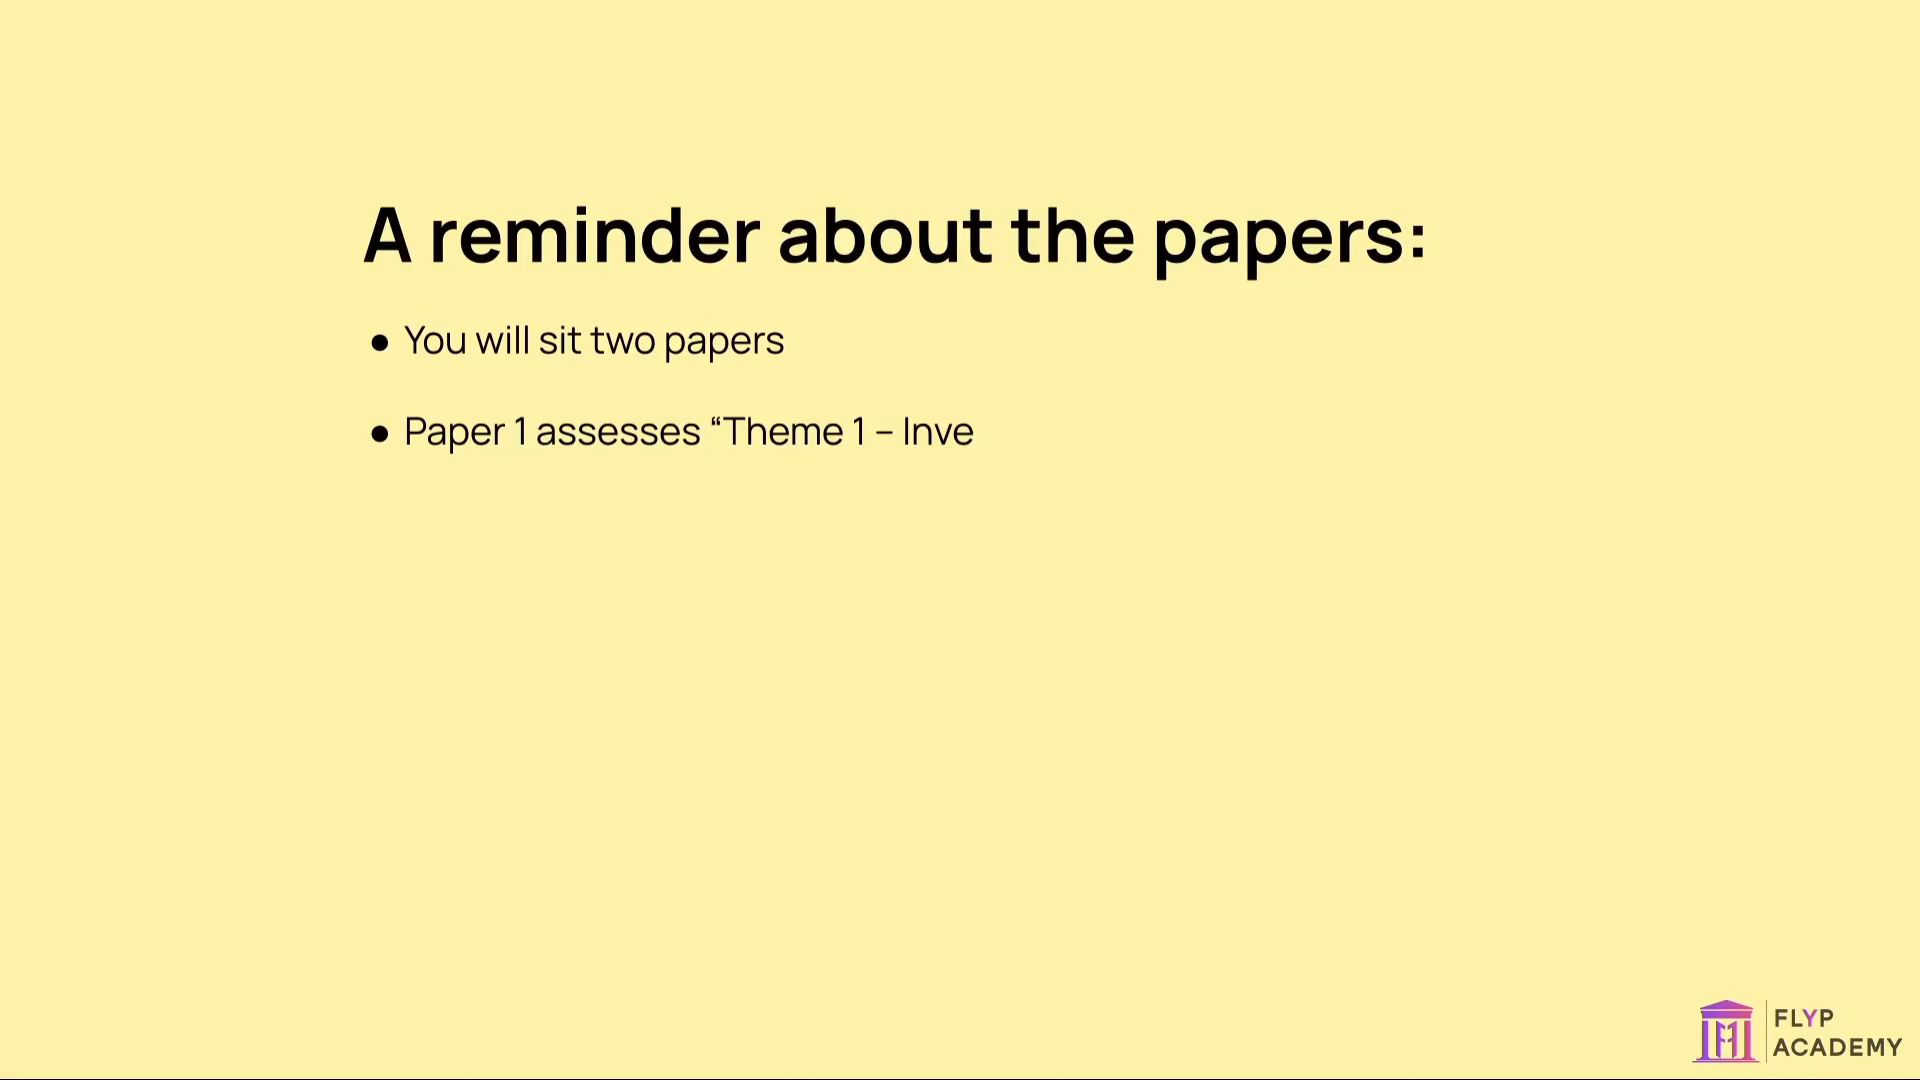 A reminder about the papers:
● You will sit two papers
● Paper 1 assesses “Theme 1 – Inve
FLYP
ACADEMY